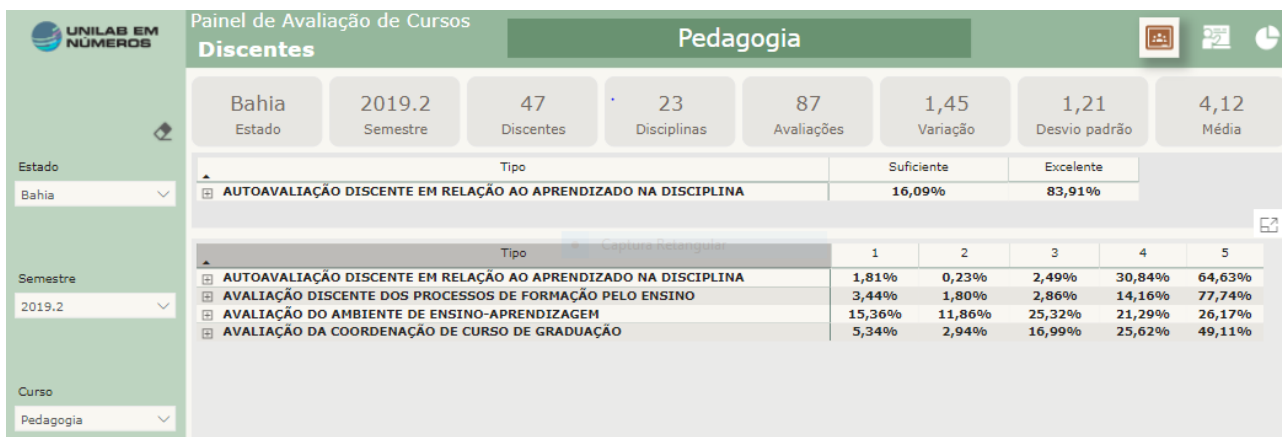 UNILAB EM
NÚMEROS
Painel de Avaliação de Cursos
Discentes
Pedagogia
Bahia
Estado
2019.2
Semestre
47
Discentes
23
Disciplinas
87
Avaliações
1,45
Variação
1,21
Desvio padrão
4,12
Média
Estado
Bahia
Semestre
2019.2
Curso
Pedagogia
Tipo Suficiente Excelente
AUTOAVALIAÇÃO DISCENTE EM RELAÇÃO AO APRENDIZADO NA DISCIPLINA 16,09% 83,91%
Captura Retangular
Tipo 1 2 3 4 5
AUTOAVALIAÇÃO DISCENTE EM RELAÇÃO AO APRENDIZADO NA DISCIPLINA 1,81% 0,23% 2,49% 30,84% 64,63%
AVALIAÇÃO DISCENTE DOS PROCESSOS DE FORMAÇÃO PELO ENSINO 3,44% 1,80% 2,86% 14,16% 77,74%
AVALIAÇÃO DO AMBIENTE DE ENSINO-APRENDIZAGEM 15,36% 11,86% 25,32% 21,29% 26,17%
AVALIAÇÃO DA COORDENAÇÃO DE CURSO DE GRADUAÇÃO 5,34% 2,94% 16,99% 25,62% 49,11%